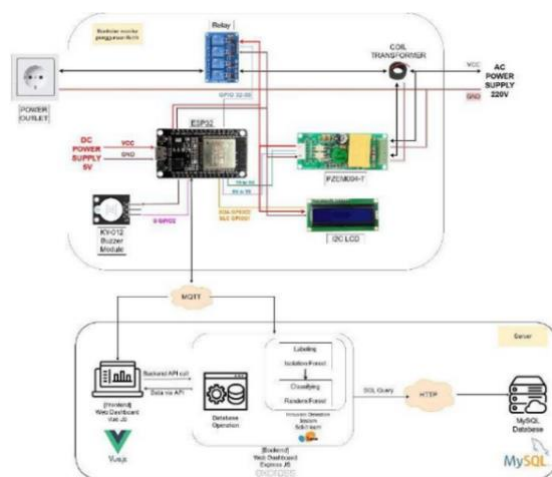 Relay
COIL
TRANSFORMER
VCC
AC
POWER
SUPPLY
220V
GND
POWER
OUTLET
ESP32
DC
POWER
SUPPLY
5V
VCC
GND
PZEM004-T
KY-012
Buzzer
Module
I2C LCD
MQTT
Server
Labeling
Isolation Forest
Classifying
Random Forest
Backend API call
Data via API
SQL Query
HTTP
[Frontend]
Web Dashboard
Vue JS
Vue.js
Database
Operation
[Backend]
Web Dashboard
Express JS
MySQL
Database
MySQL